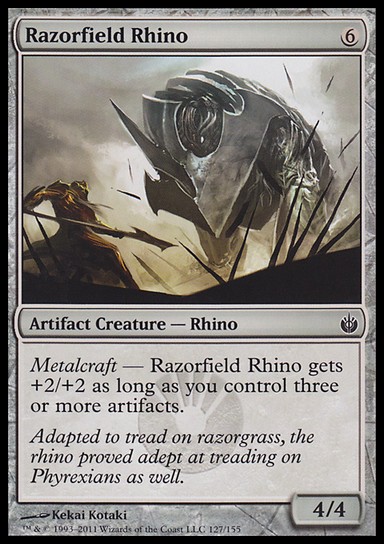 Razorfield Rhino 6
Artifact Creature — Rhino
Metalcraft — Razorfield Rhino gets
+2/+2 as long as you control three
or more artifacts.
Adapted to tread on razorgrass, the
rhino proved adept at treading on
Phyrexians as well.
Kekai Kotaki
™ & © 1993–2011 Wizards of the Coast LLC 127/155
4/4